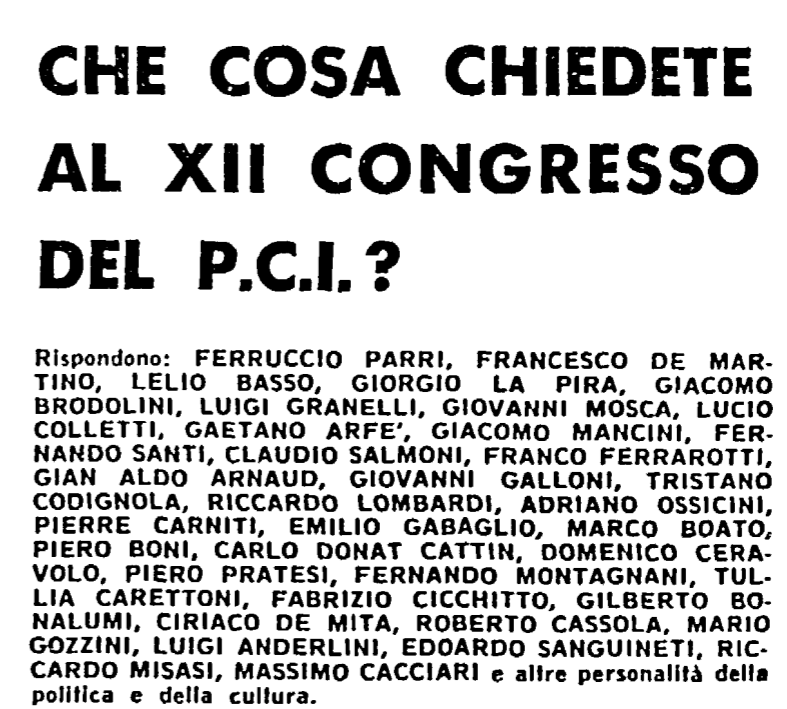 CHE COSA CHIEDETE
AL XII CONGRESSO
DEL P.C.I.?
Rispondono: FERRUCCIO PARRI, FRANCESCO DE MAR-
TINO, LELIO BASSO, GIORGIO LA PIRA, GIACOMO
BRODOLINI, LUIGI GRANELLI, GIOVANNI MOSCA, LUCIO
COLLETTI, GAETANO ARFE', GIACOMO MANCINI, FER-
NANDO SANTI, CLAUDIO SALMONI, FRANCO FERRAROTTI,
GIAN ALDO ARNAUD, GIOVANNI GALLONI, TRISTANO
CODIGNOLA, RICCARDO LOMBARDI, ADRIANO OSSICINI,
PIERRE CARNITI, EMILIO GABAGLIO, MARCO BOATO,
PIERO BONI, CARLO DONAT CATTIN, DOMENICO CERA-
VOLO, PIERO PRATESI, FERNANDO MONTAGNANI, TUL-
LIA CARETTONI, FABRIZIO CICCHITTO, GILBERTO BO-
NALUMI, CIRIACO DE MITA, ROBERTO CASSOLA, MARIO
GOZZINI, LUIGI ANDERLINI, EDOARDO SANGUINETI, RIC-
CARDO MISASI, MASSIMO CACCIARI e altre personalità della
politica e della cultura.